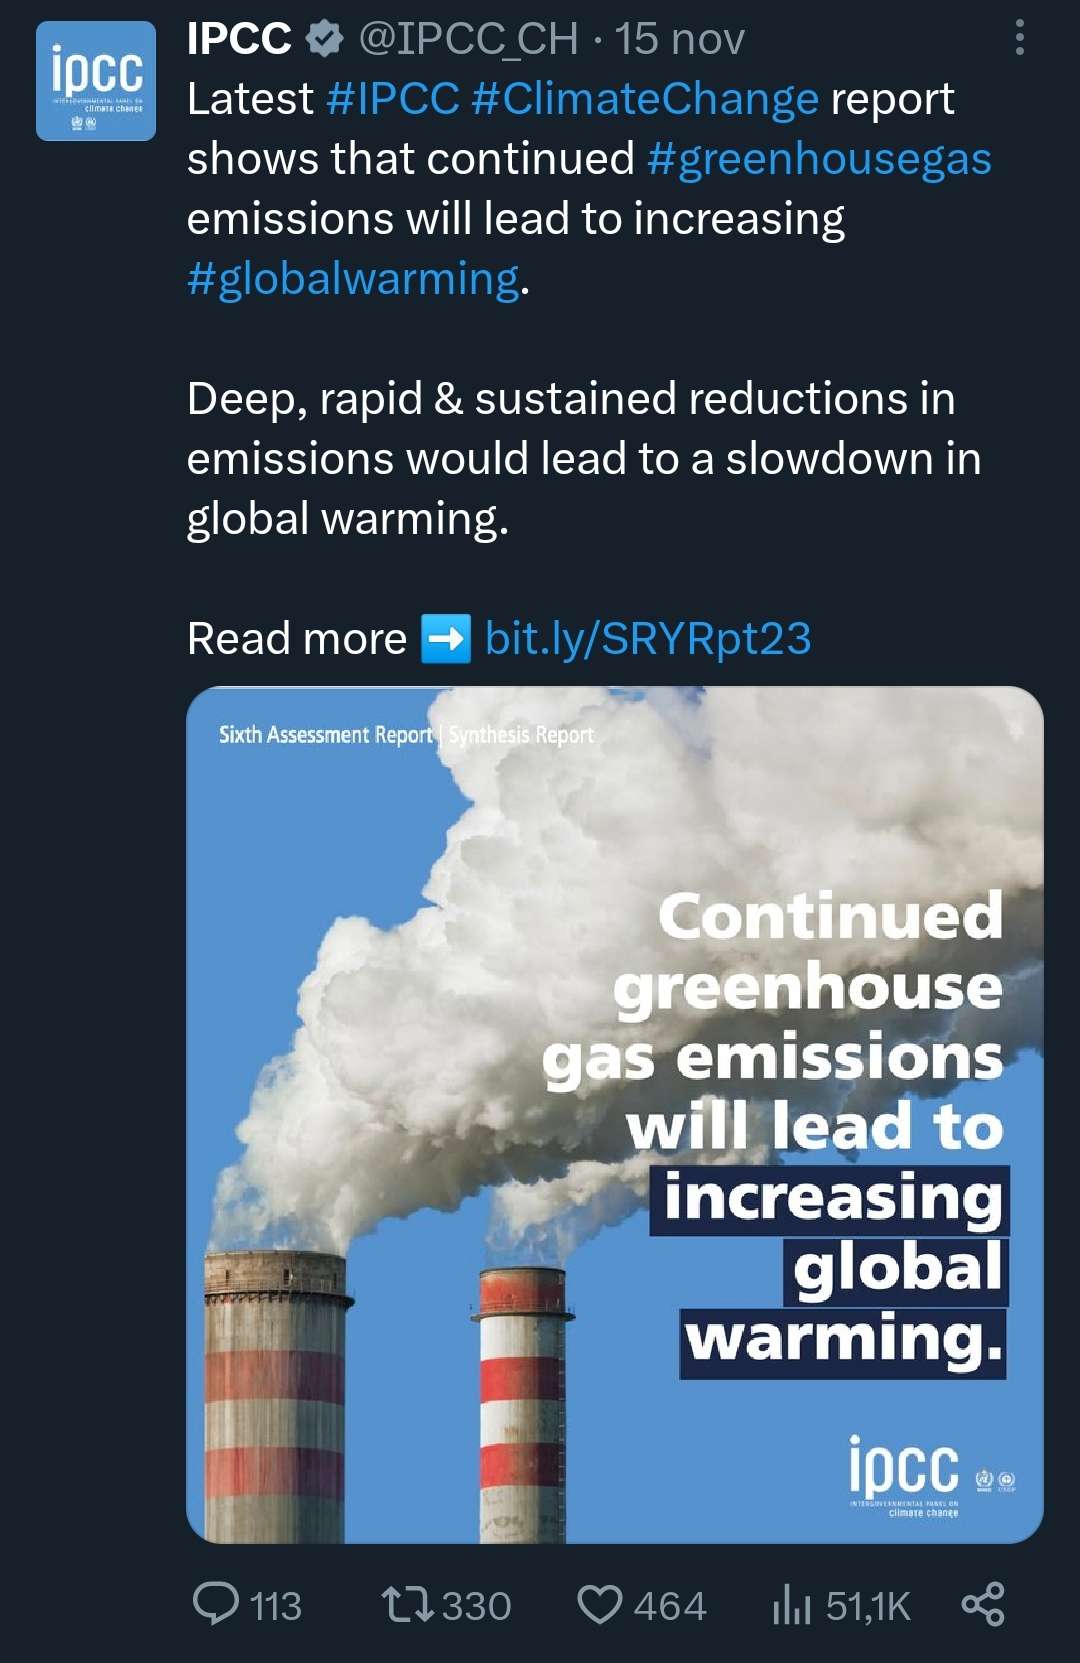 IPCC @IPCC_CH · 15 nov
Latest #IPCC #ClimateChange report
shows that continued #greenhousegas
emissions will lead to increasing
#globalwarming.
Deep, rapid & sustained reductions in
emissions would lead to a slowdown in
global warming.
Read more ➡️ bit.ly/SRYRpt23
ipcc
INTERGOVERNMENTAL PANEL ON
climate change
Sixth Assessment Report | Synthesis Report
Continued
greenhouse
gas emissions
will lead to
increasing
global
warming.
ipcc
INTERGOVERNMENTAL PANEL ON
climate change
113 330 464 51,1K